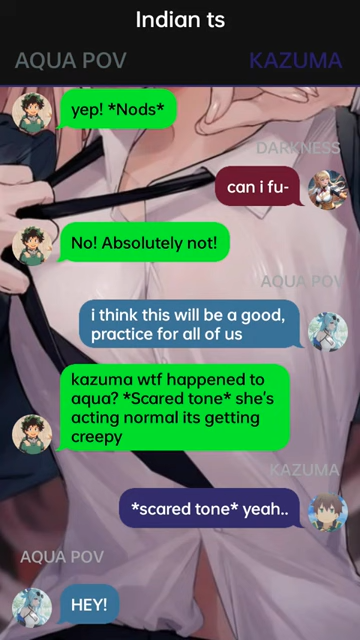 Indian ts
AQUA POV
KAZUMA
yep! *Nods*
DARKNESS
can i fu-
No! Absolutely not!
AQUA POV
i think this will be a good,
practice for all of us
kazuma wtf happened to
aqua? *Scared tone* she's
acting normal its getting
creepy
KAZUMA
*scared tone* yeah..
AQUA POV
HEY!